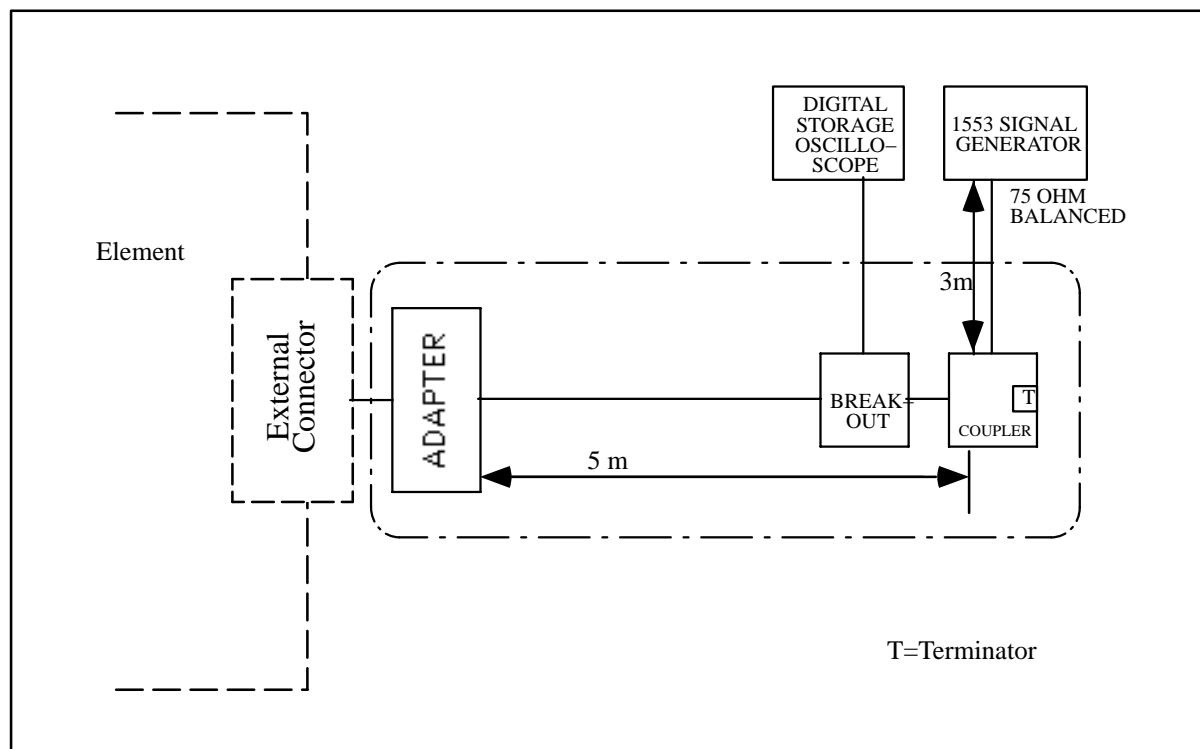 DIGITAL
STORAGE
OSCILLO–
SCOPE
1553 SIGNAL
GENERATOR
75 OHM
BALANCED
Element
3m
External
Connector
ADAPTER
BREAK–
OUT
T
COUPLER
5 m
T=Terminator